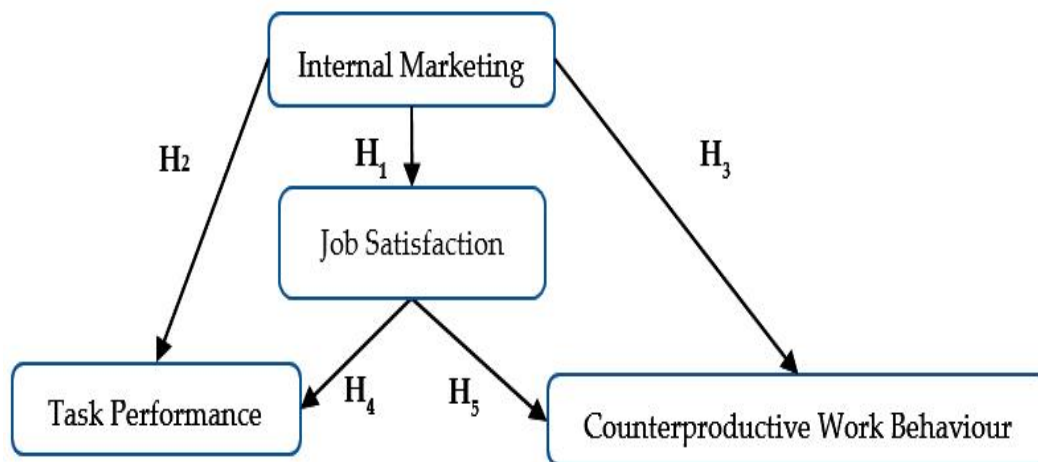 Internal Marketing
H₂
H₁
H₃
Job Satisfaction
H₄
H₅
Task Performance
Counterproductive Work Behaviour